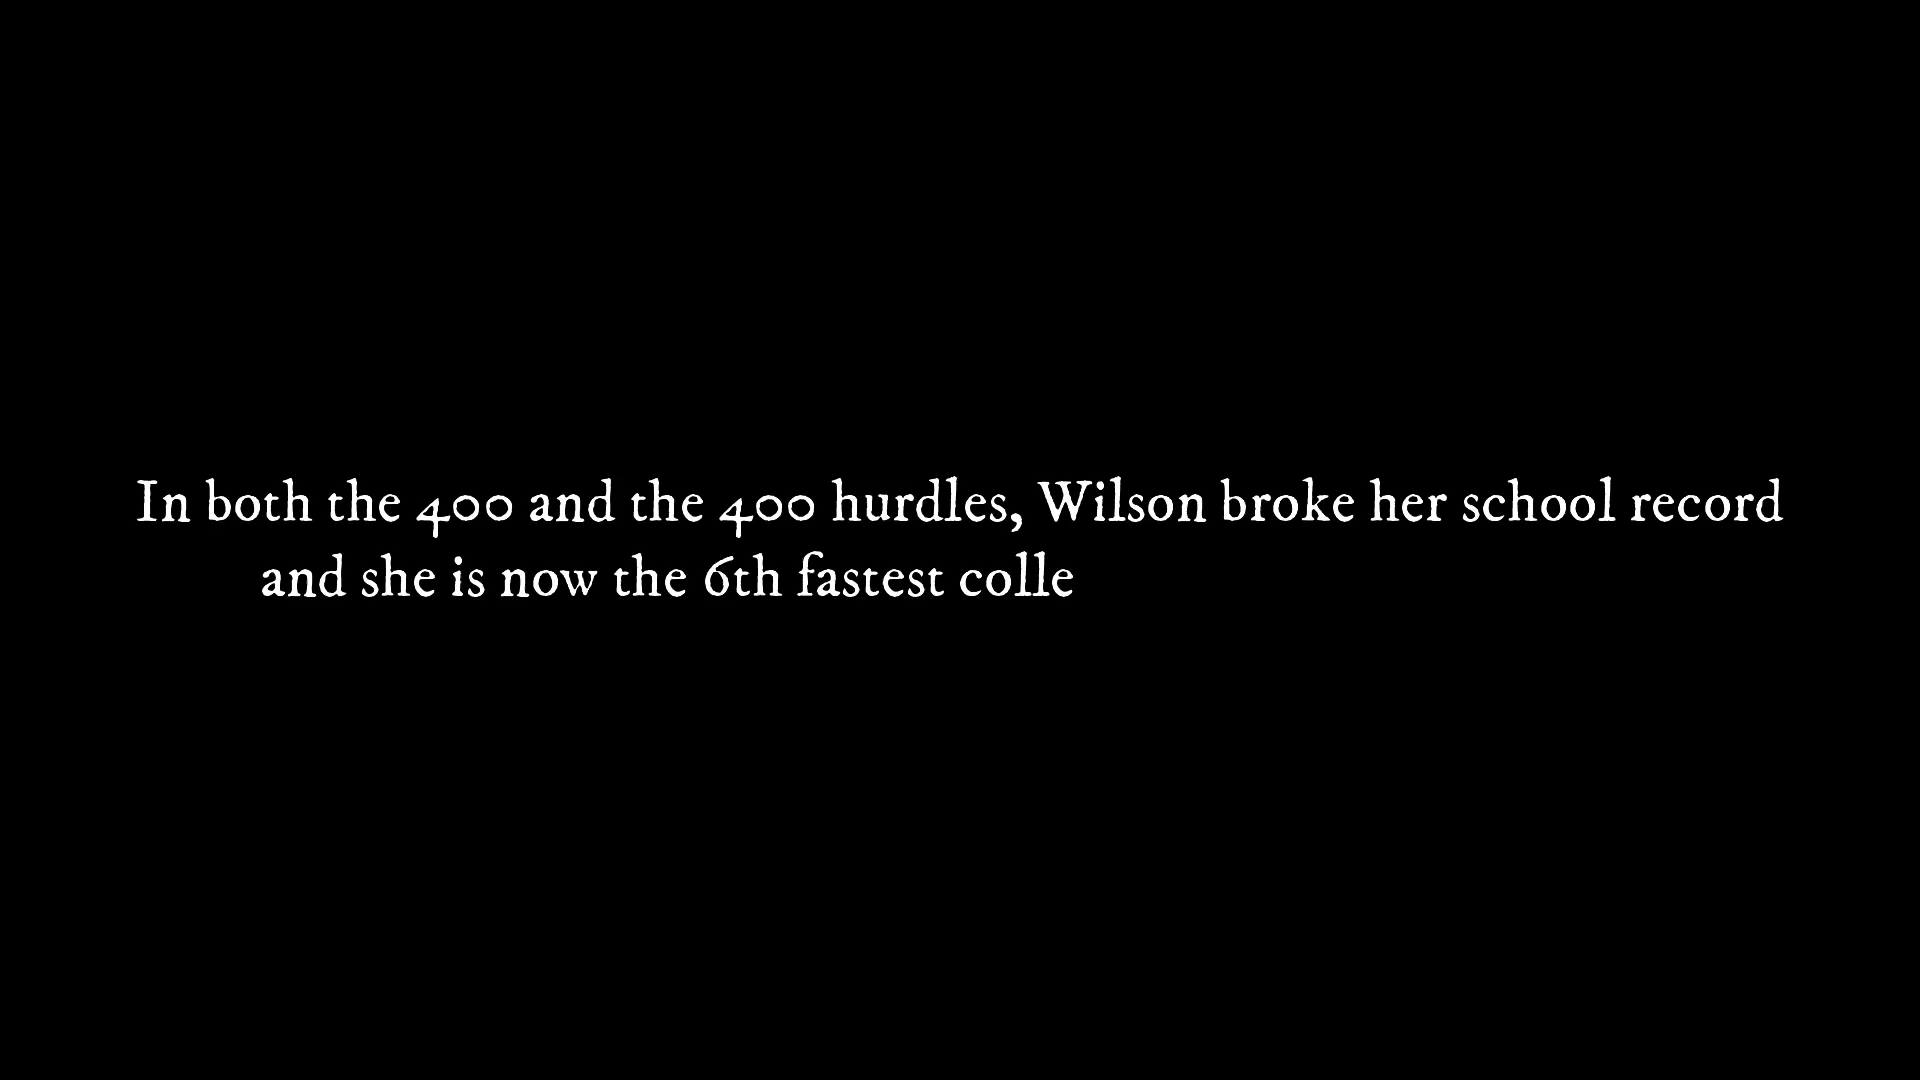 In both the 400 and the 400 hurdles, Wilson broke her school record
and she is now the 6th fastest colle